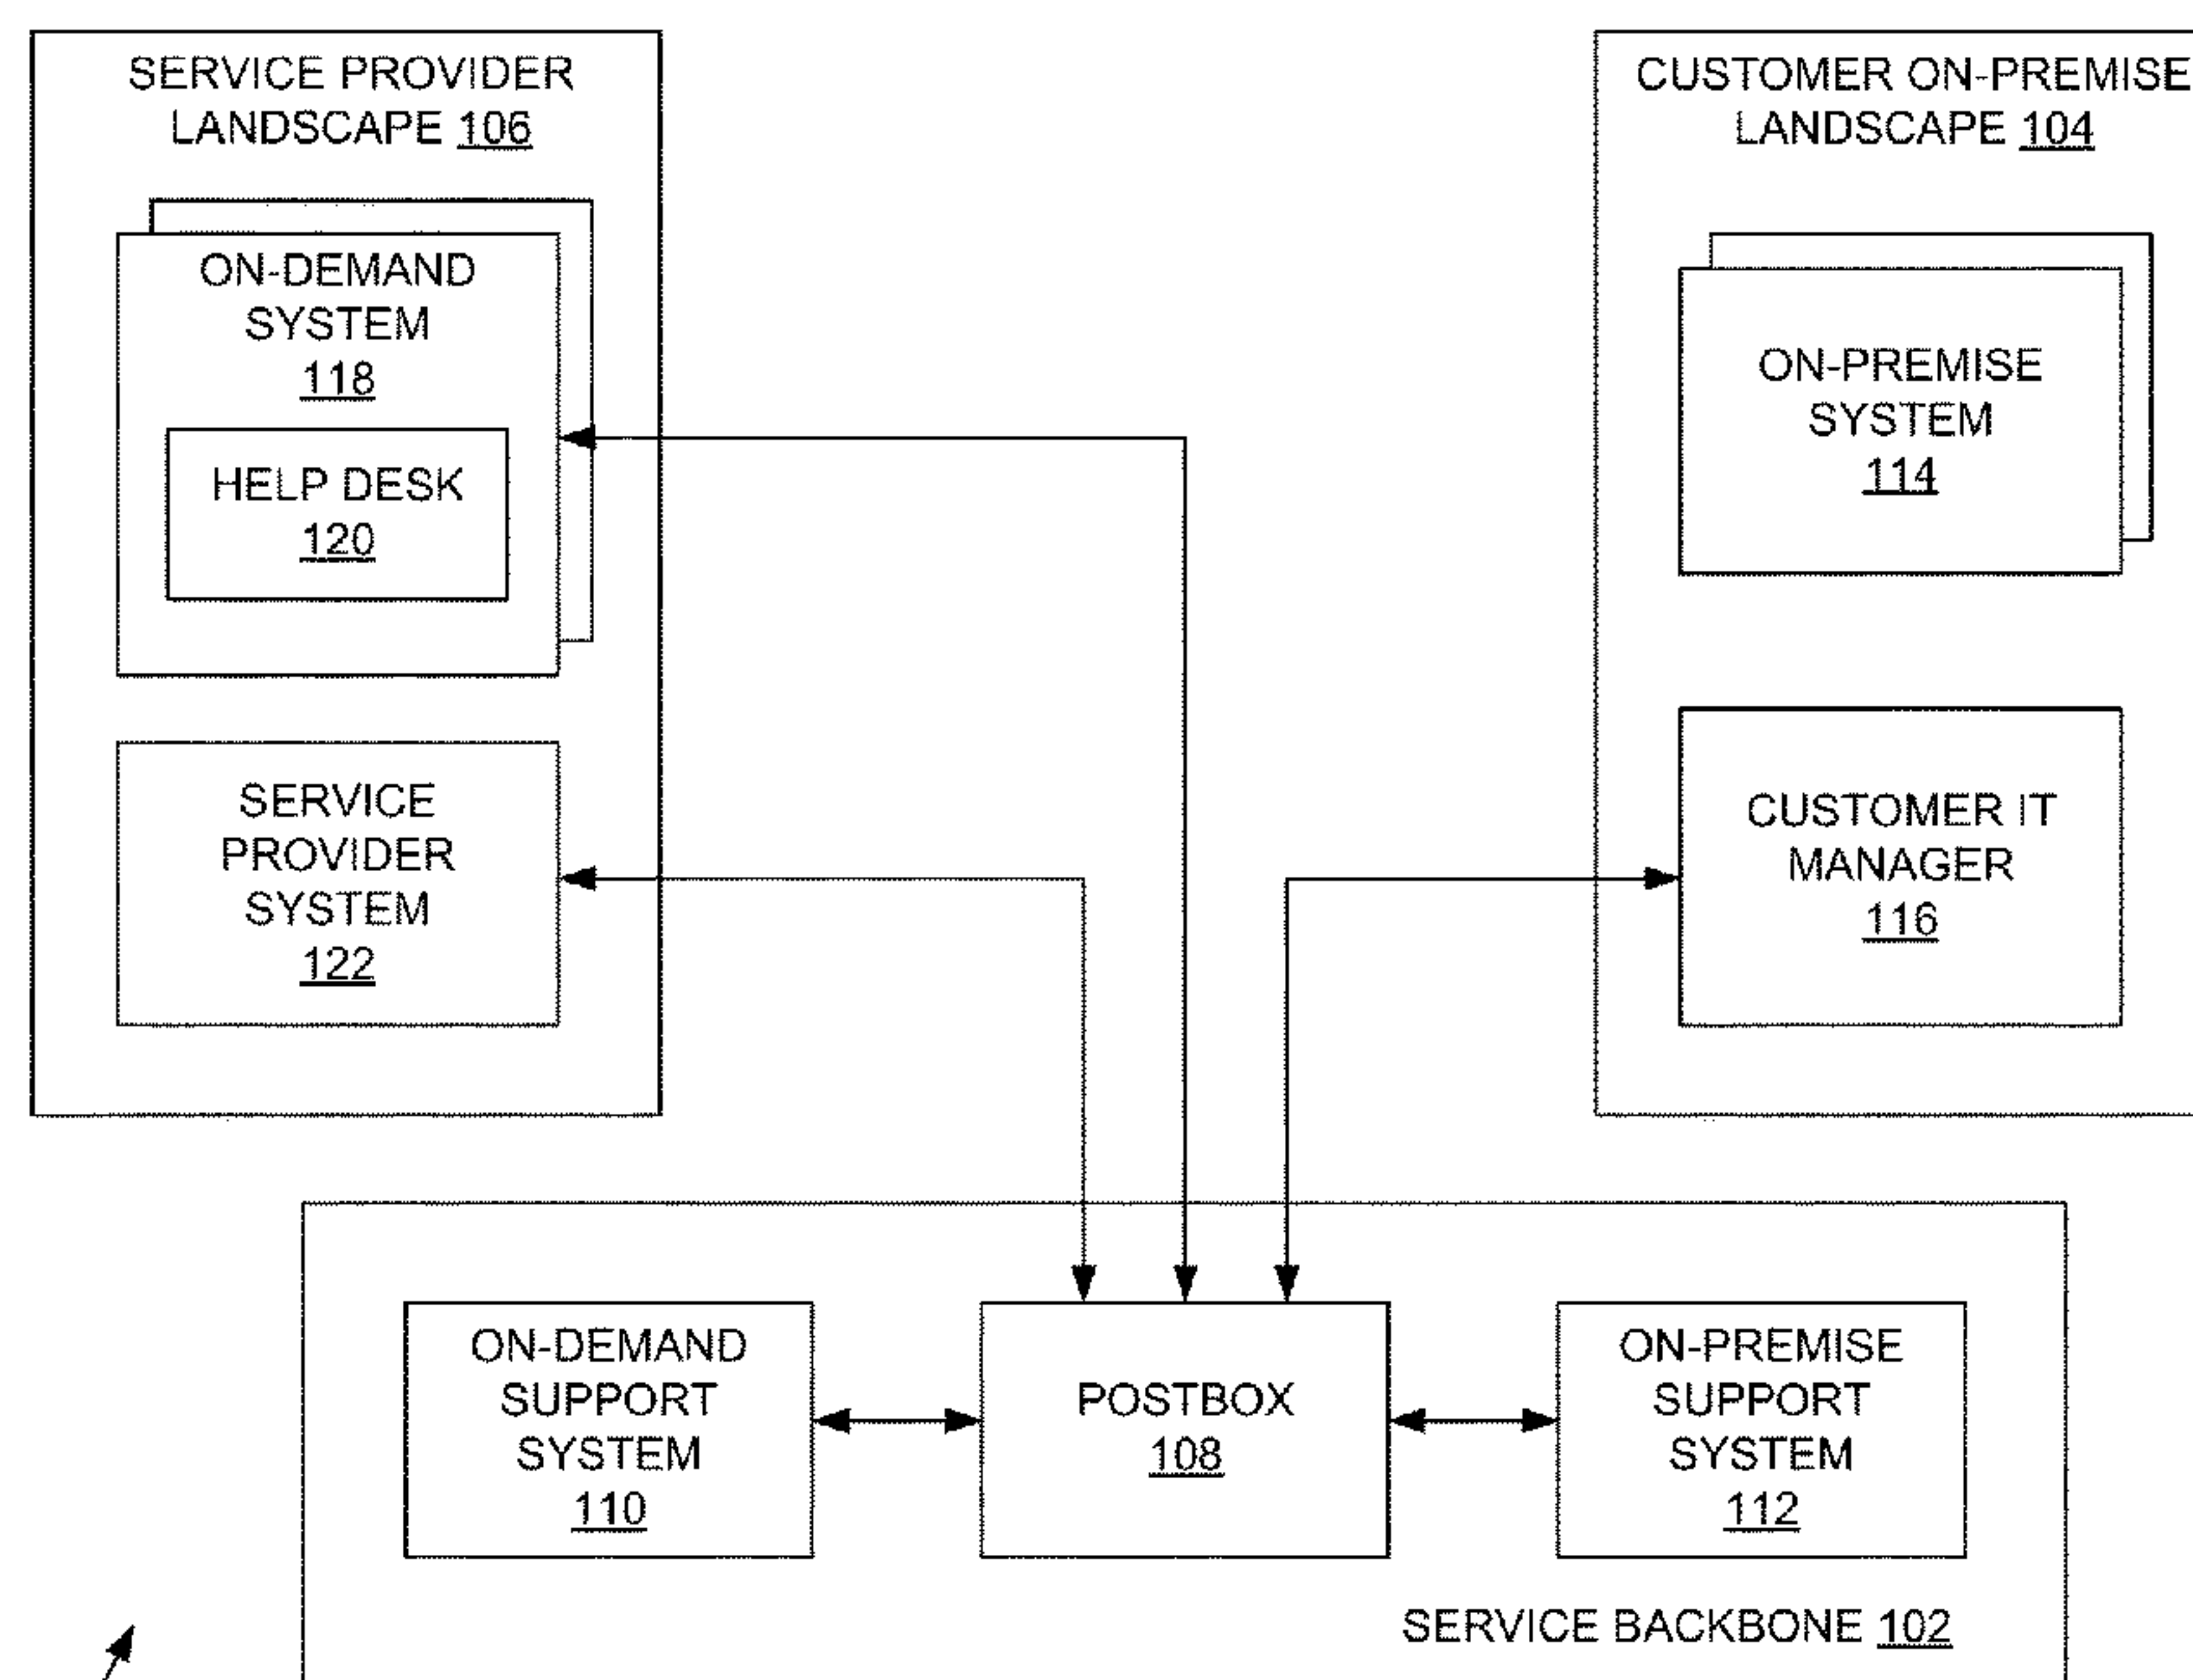 SERVICE PROVIDER
LANDSCAPE 106
ON-DEMAND
SYSTEM
118
HELP DESK
120
SERVICE
PROVIDER
SYSTEM
122
CUSTOMER ON-PREMISE
LANDSCAPE 104
ON-PREMISE
SYSTEM
114
CUSTOMER IT
MANAGER
116
ON-DEMAND
SUPPORT
SYSTEM
110
POSTBOX
108
ON-PREMISE
SUPPORT
SYSTEM
112
SERVICE BACKBONE 102